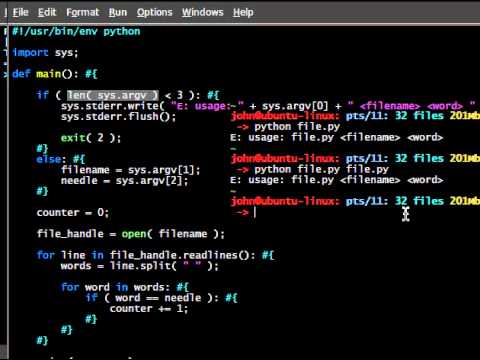 File Edit Format Run Options Windows Help
#!/usr/bin/env python
import sys;
def main(): #{
if ( len( sys.argv ) < 3 ): #{
sys.stderr.write( "E: usage:~" + sys.argv[0] + " <filename> <word> "
sys.stderr.flush();
exit( 2 );
#}
else: #{
filename = sys.argv[1];
needle = sys.argv[2];
#}
counter = 0;
file_handle = open( filename );
for line in file_handle.readlines(): #{
words = line.split( " " );
for word in words: #{
if ( word == needle ): #{
counter += 1;
#}
#}
#}
john@ubuntu-linux: pts/11: 32 files 201Mb
-> python file.py
E: usage: file.py <filename> <word>
~
john@ubuntu-linux: pts/11: 32 files 201Mb
-> python file.py file.py
E: usage: file.py <filename> <word>
~
john@ubuntu-linux: pts/11: 32 files 201Mb
->